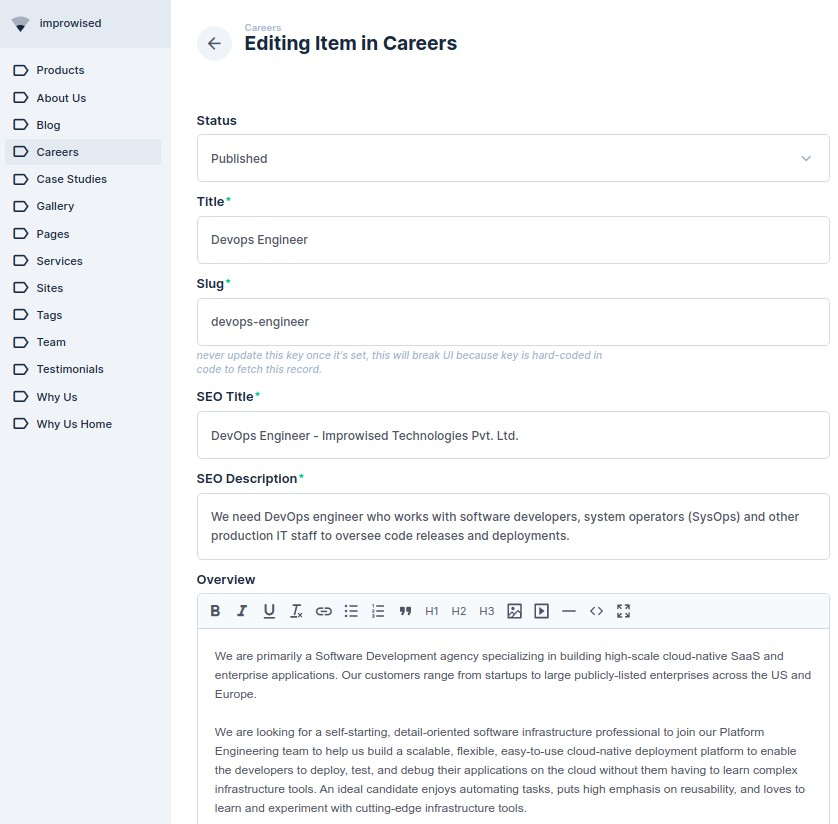 improwised
Products
About Us
Blog
Careers
Case Studies
Gallery
Pages
Services
Sites
Tags
Team
Testimonials
Why Us
Why Us Home
Careers
Editing Item in Careers
Status
Published
Title*
Devops Engineer
Slug*
devops-engineer
never update this key once it's set, this will break UI because key is hard-coded in
code to fetch this record.
SEO Title*
DevOps Engineer - Improwised Technologies Pvt. Ltd.
SEO Description*
We need DevOps engineer who works with software developers, system operators (SysOps) and other
production IT staff to oversee code releases and deployments.
Overview
B I U H1 H2 H3
We are primarily a Software Development agency specializing in building high-scale cloud-native SaaS and
enterprise applications. Our customers range from startups to large publicly-listed enterprises across the US and
Europe.
We are looking for a self-starting, detail-oriented software infrastructure professional to join our Platform
Engineering team to help us build a scalable, flexible, easy-to-use cloud-native deployment platform to enable
the developers to deploy, test, and debug their applications on the cloud without them having to learn complex
infrastructure tools. An ideal candidate enjoys automating tasks, puts high emphasis on reusability, and loves to
learn and experiment with cutting-edge infrastructure tools.